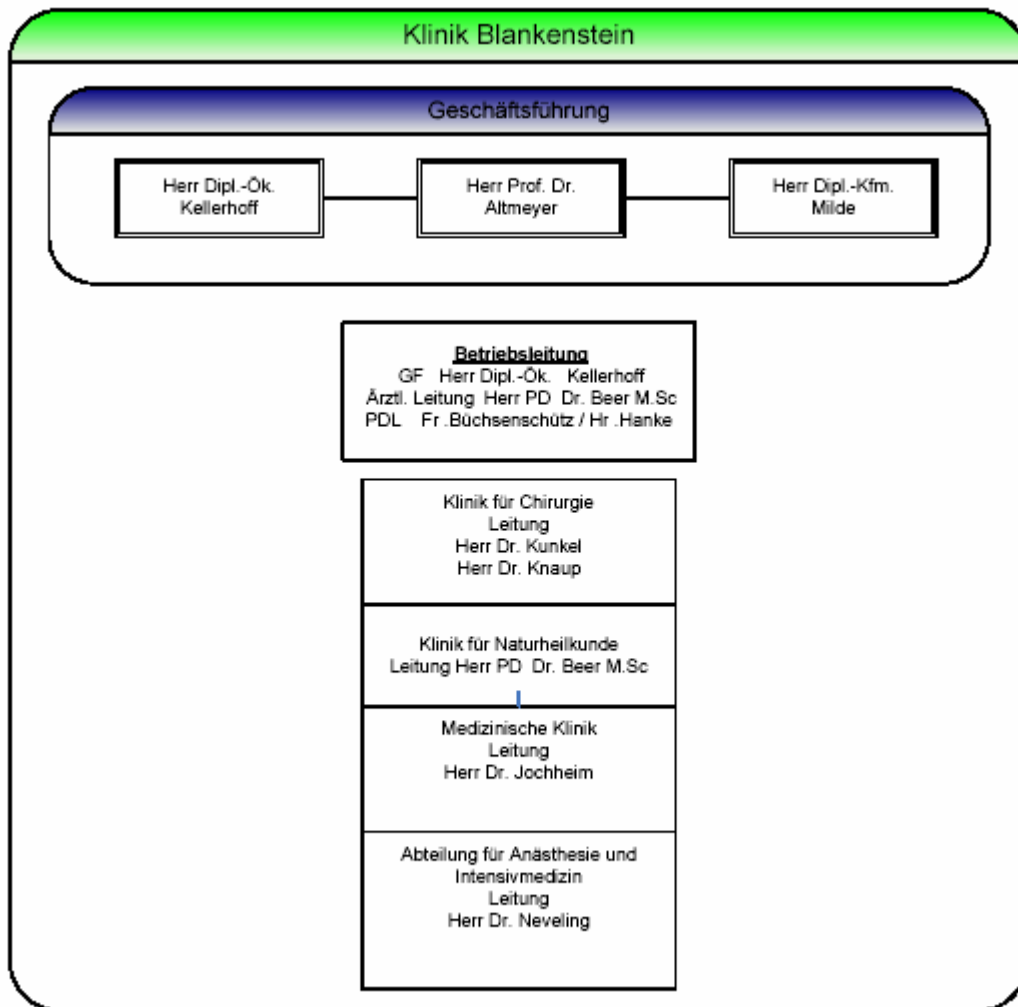 Klinik Blankenstein
Geschäftsführung
Herr Dipl.-Ök.
Kellerhoff
Herr Prof. Dr.
Altmeyer
Herr Dipl.-Kfm.
Milde
Betriebsleitung
GF Herr Dipl.-Ök. Kellerhoff
Ärztl. Leitung Herr PD Dr. Beer M.Sc
PDL Fr .Büchsenschütz / Hr .Hanke
Klinik für Chirurgie
Leitung
Herr Dr. Kunkel
Herr Dr. Knaup
Klinik für Naturheilkunde
Leitung Herr PD Dr. Beer M.Sc
Medizinische Klinik
Leitung
Herr Dr. Jochheim
Abteilung für Anästhesie und
Intensivmedizin
Leitung
Herr Dr. Neveling